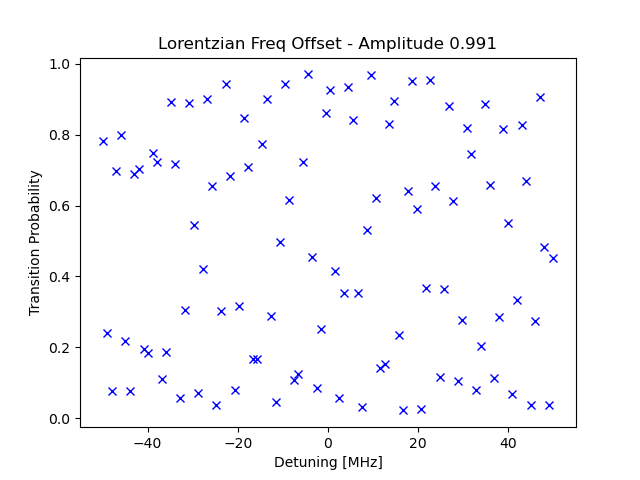 Lorentzian Freq Offset - Amplitude 0.991
1.0
0.8
0.6
0.4
0.2
0.0
Transition Probability
−40 −20 0 20 40
Detuning [MHz]